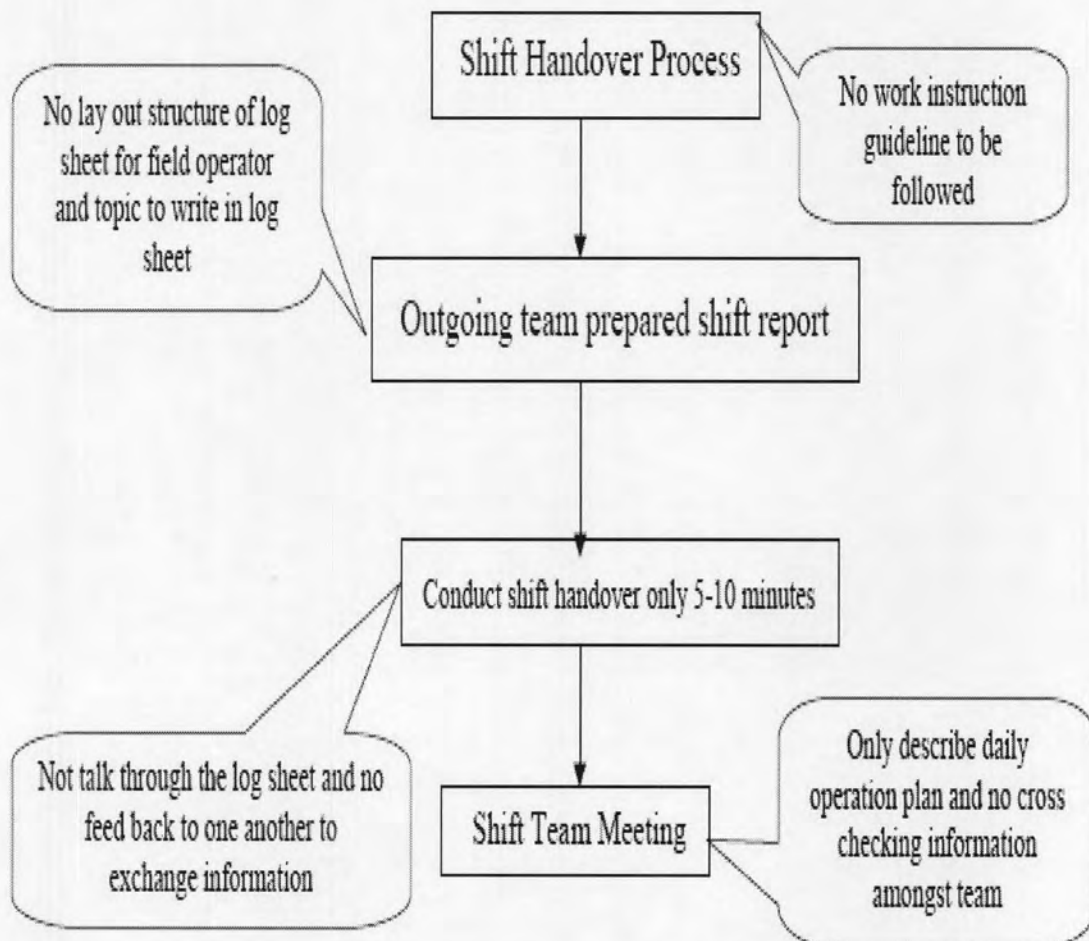 Shift Handover Process
No work instruction
guideline to be
followed
No lay out structure of log
sheet for field operator
and topic to write in log
sheet
Outgoing team prepared shift report
Conduct shift handover only 5-10 minutes
Not talk through the log sheet and no
feed back to one another to
exchange information
Shift Team Meeting
Only describe daily
operation plan and no cross
checking information
amongst team